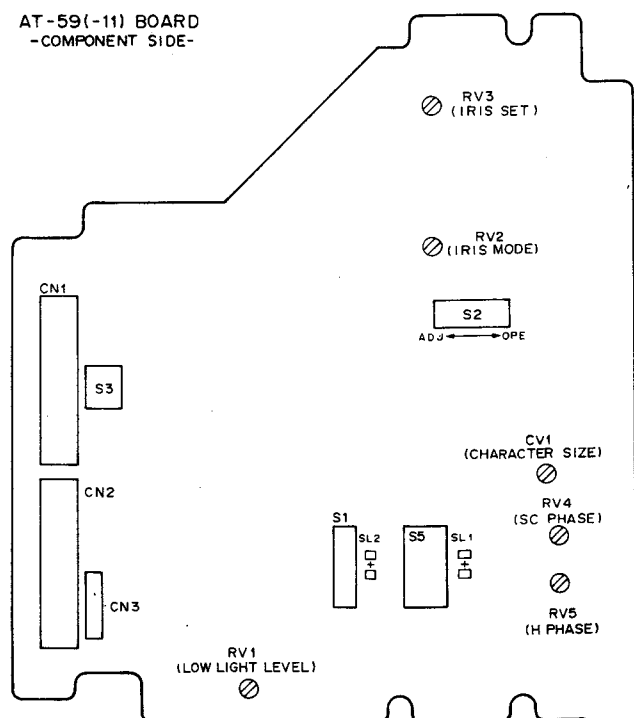 AT-59(-11) BOARD
-COMPONENT SIDE-
RV3
(IRIS SET)
RV2
(IRIS MODE)
CN1
S2
ADJ OPE
S3
CV1
(CHARACTER SIZE)
CN2
RV4
(SC PHASE)
S1
SL2
+
S5
SL1
+
CN3
RV5
(H PHASE)
RV1
(LOW LIGHT LEVEL)